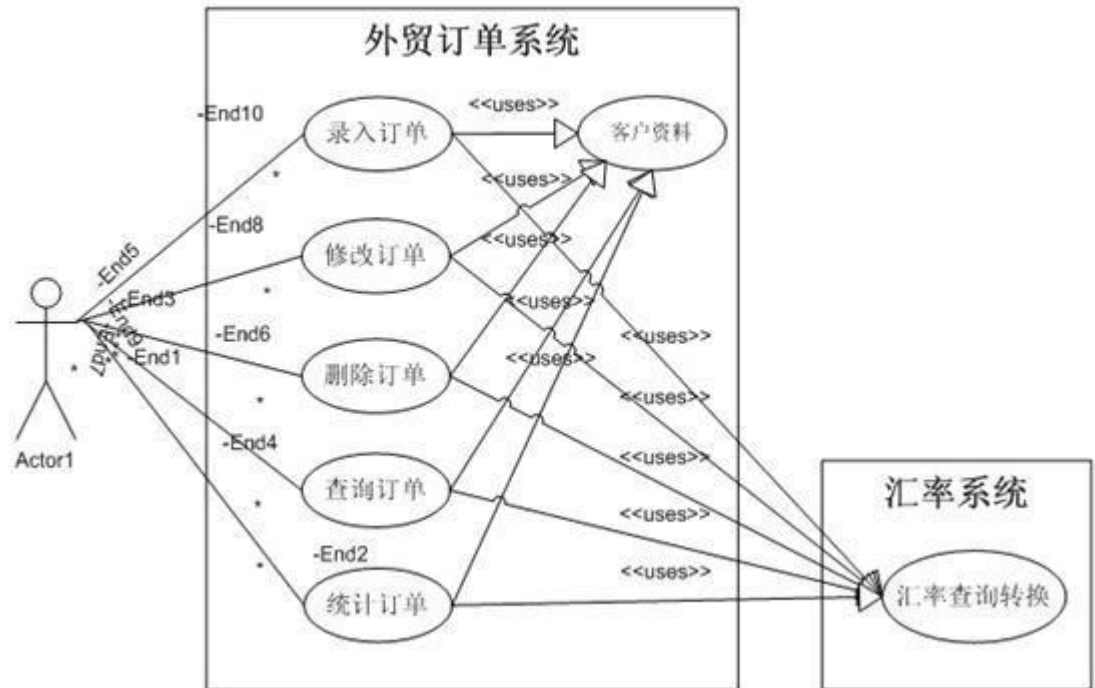 外贸订单系统
-End10
录入订单
<<uses>>
客户资料
*
<<uses>>
-End8
-End5
修改订单
<<uses>>
*
-End3
-End9
<<uses>>
-End6
-End7
*
-End1
<<uses>>
<<uses>>
删除订单
*
<<uses>>
-End4
Actor1
<<uses>>
查询订单
汇率系统
*
<<uses>>
-End2
*
<<uses>>
统计订单
汇率查询转换